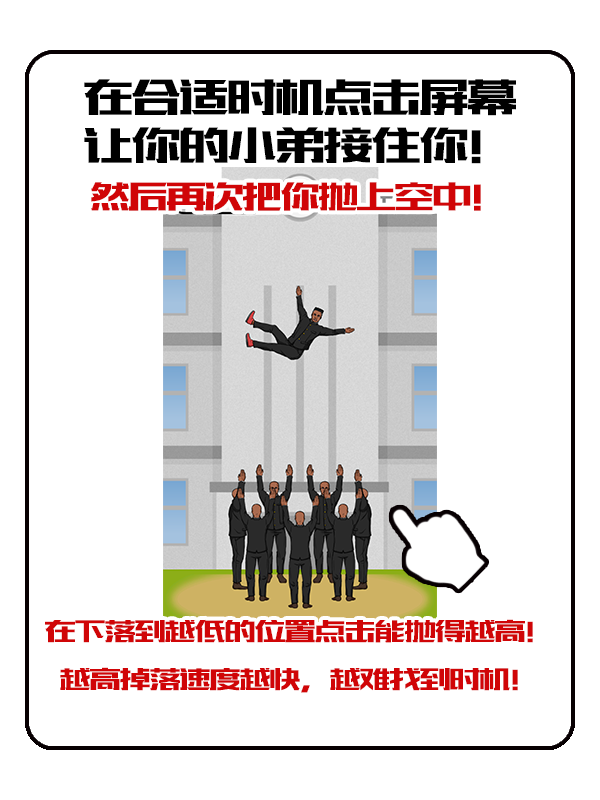 在合适时机点击屏幕
让你的小弟接住你！
然后再次把你抛上空中！
在下落到越低的位置点击能抛得越高！
越高掉落速度越快，越难找到时机！